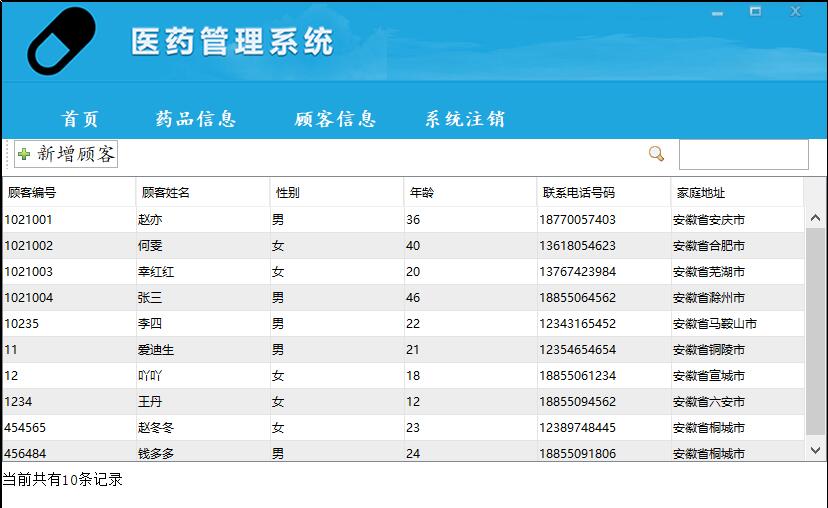 医药管理系统
首页 药品信息 顾客信息 系统注销
新增顾客
顾客编号 顾客姓名 性别 年龄 联系电话号码 家庭地址
1021001 赵亦 男 36 18770057403 安徽省安庆市
1021002 何雯 女 40 13618054623 安徽省合肥市
1021003 幸红红 女 20 13767423984 安徽省芜湖市
1021004 张三 男 46 18855064562 安徽省滁州市
10235 李四 男 22 12343165452 安徽省马鞍山市
11 爱迪生 男 21 12354654654 安徽省铜陵市
12 吖吖 女 18 18855061234 安徽省宣城市
1234 王丹 女 12 18855094562 安徽省六安市
454565 赵冬冬 女 23 12389748445 安徽省桐城市
456484 钱多多 男 24 18855091806 安徽省桐城市
当前共有10条记录